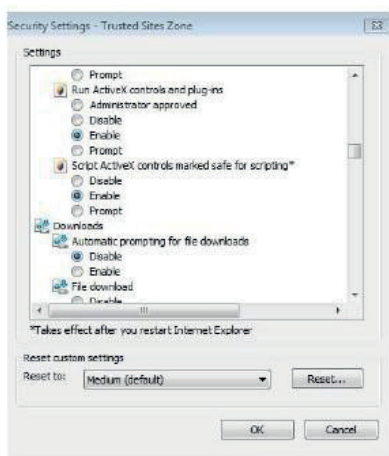 Security Settings - Trusted Sites Zone
Settings
Prompt
Run ActiveX controls and plug-ins
Administrator approved
Disable
Enable
Prompt
Script ActiveX controls marked safe for scripting*
Disable
Enable
Prompt
Downloads
Automatic prompting for file downloads
Disable
Enable
File download
Disable
*Takes effect after you restart Internet Explorer
Reset custom settings
Reset to: Medium (default) Reset...
OK Cancel